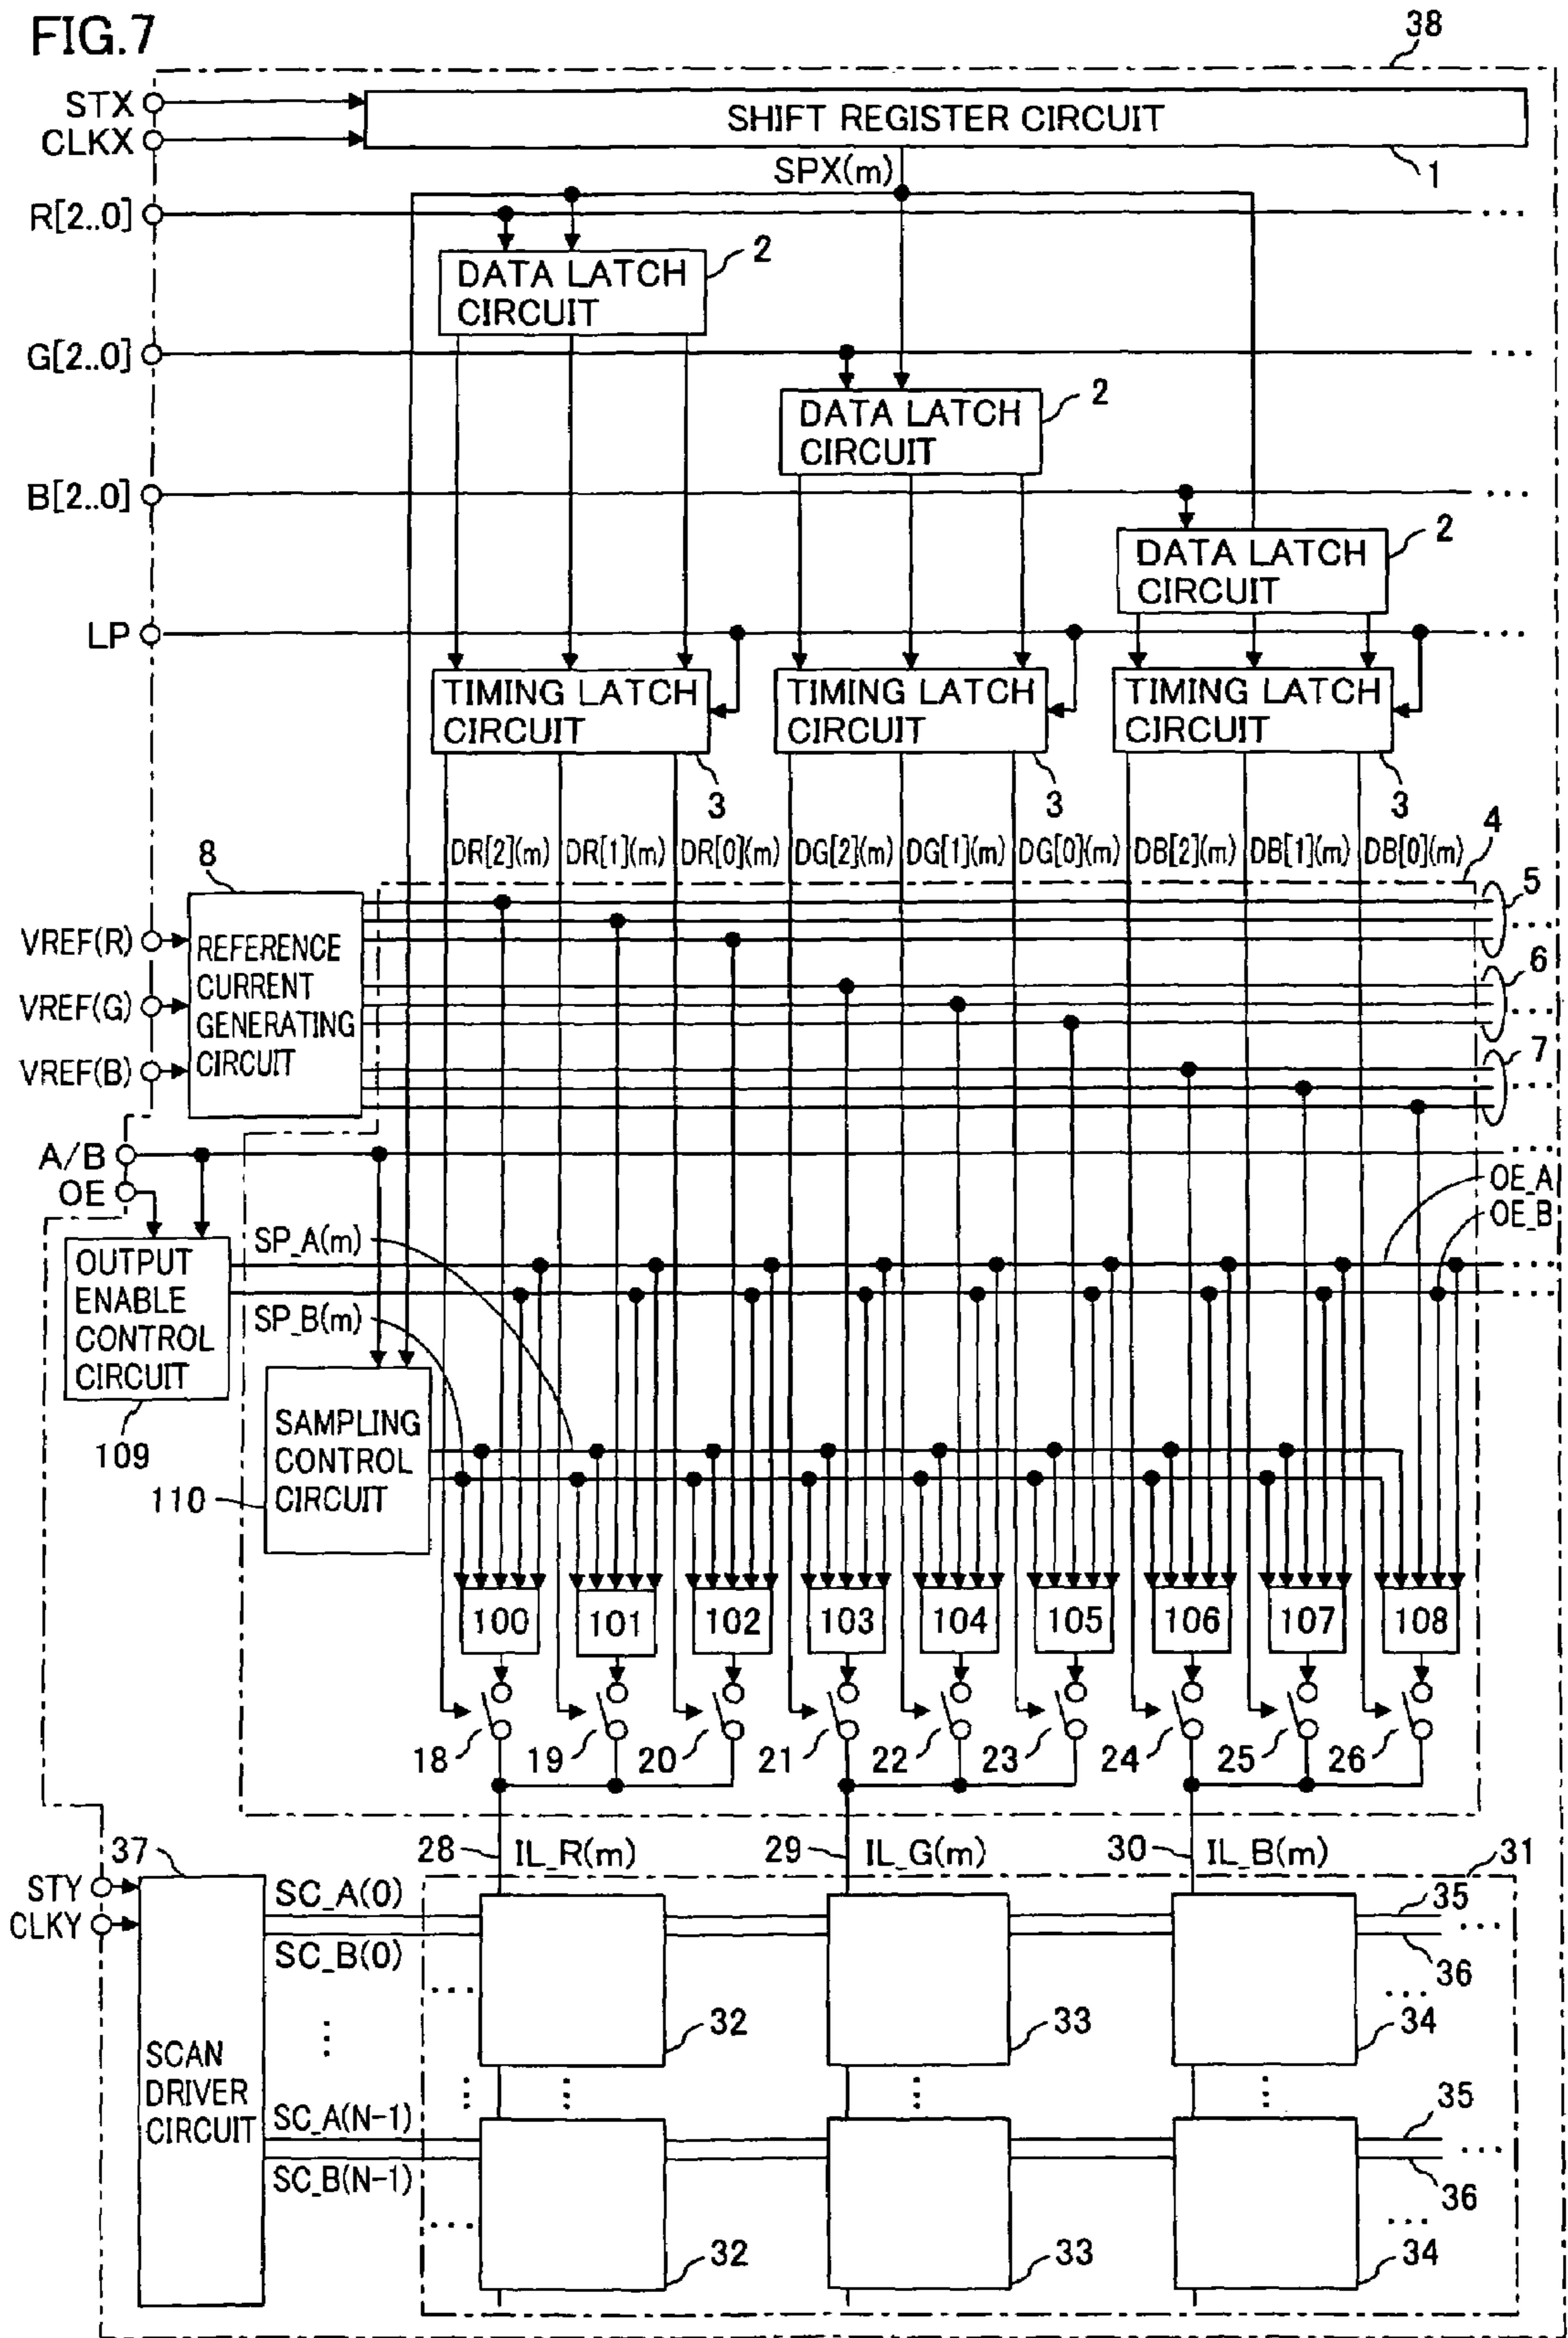 FIG.7
38
STX
CLKX
SHIFT REGISTER CIRCUIT
SPX(m)
1
R[2..0]
...
DATA LATCH
CIRCUIT
2
G[2..0]
...
DATA LATCH
CIRCUIT
2
B[2..0]
...
DATA LATCH
CIRCUIT
2
LP
...
TIMING LATCH
CIRCUIT
TIMING LATCH
CIRCUIT
TIMING LATCH
CIRCUIT
3
3
3
DR[2](m) DR[1](m) DR[0](m) DG[2](m) DG[1](m) DG[0](m) DB[2](m) DB[1](m) DB[0](m)
4
8
5
VREF(R)
REFERENCE
CURRENT
GENERATING
CIRCUIT
...
6
VREF(G)
...
7
VREF(B)
...
A/B
...
OE
OE_A
OE_B
SP_A(m)
OUTPUT
ENABLE
CONTROL
CIRCUIT
...
...
SP_B(m)
109
SAMPLING
CONTROL
CIRCUIT
110
100 101 102 103 104 105 106 107 108
18 19 20 21 22 23 24 25 26
28 IL_R(m) 29 IL_G(m) 30 IL_B(m)
31
37
STY
CLKY
SC_A(0)
SC_B(0)
35
...
36
...
...
32 33 34
SCAN
DRIVER
CIRCUIT
...
... ... ... ...
SC_A(N-1)
SC_B(N-1)
35
...
36
...
...
32 33 34